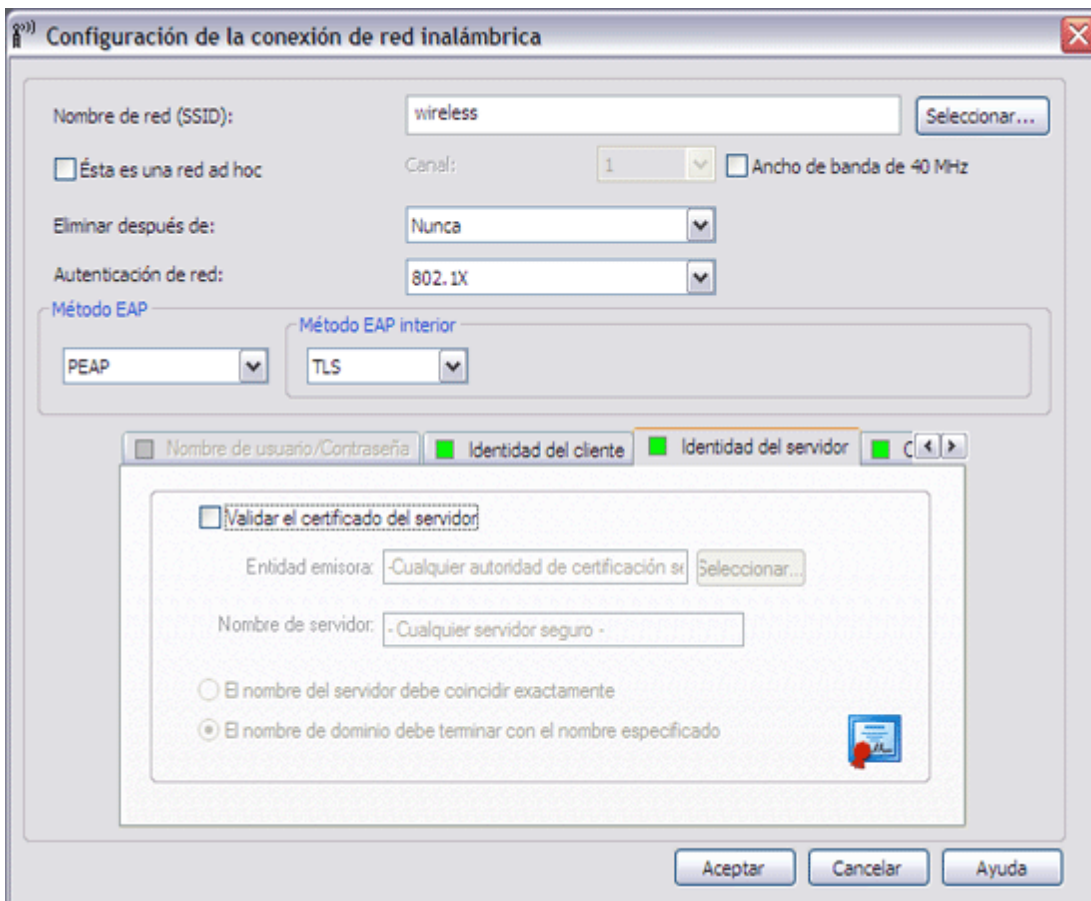 Configuración de la conexión de red inalámbrica
Nombre de red (SSID): wireless Seleccionar...
Ésta es una red ad hoc Canal: 1 Ancho de banda de 40 MHz
Eliminar después de: Nunca
Autenticación de red: 802.1X
Método EAP
Método EAP interior
PEAP TLS
Nombre de usuario/Contraseña Identidad del cliente Identidad del servidor C
Validar el certificado del servidor
Entidad emisora: -Cualquier autoridad de certificación se Seleccionar...
Nombre de servidor: - Cualquier servidor seguro -
El nombre del servidor debe coincidir exactamente
El nombre de dominio debe terminar con el nombre especificado
Aceptar Cancelar Ayuda